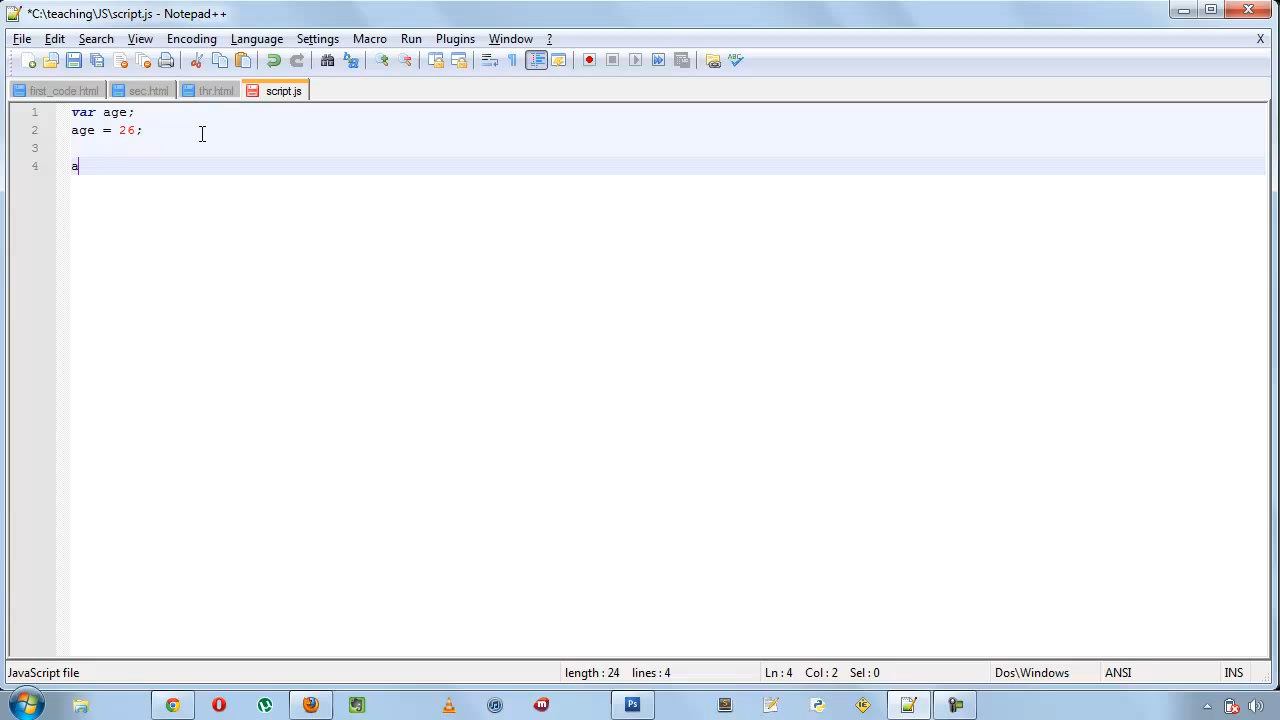 *C:\teaching\JS\script.js - Notepad++
File Edit Search View Encoding Language Settings Macro Run Plugins Window ? X
first_code.html sec.html thr.html script.js
1 var age;
2 age = 26;
3
4 a
JavaScript file length : 24 lines : 4 Ln : 4 Col : 2 Sel : 0 Dos\Windows ANSI INS